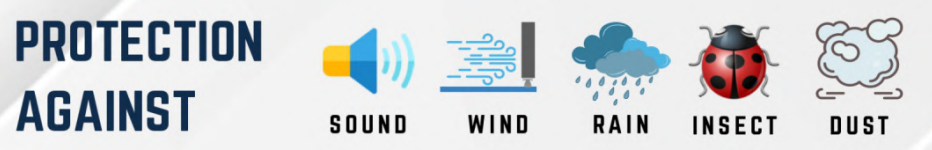 PROTECTION
AGAINST
SOUND
WIND
RAIN
INSECT
DUST